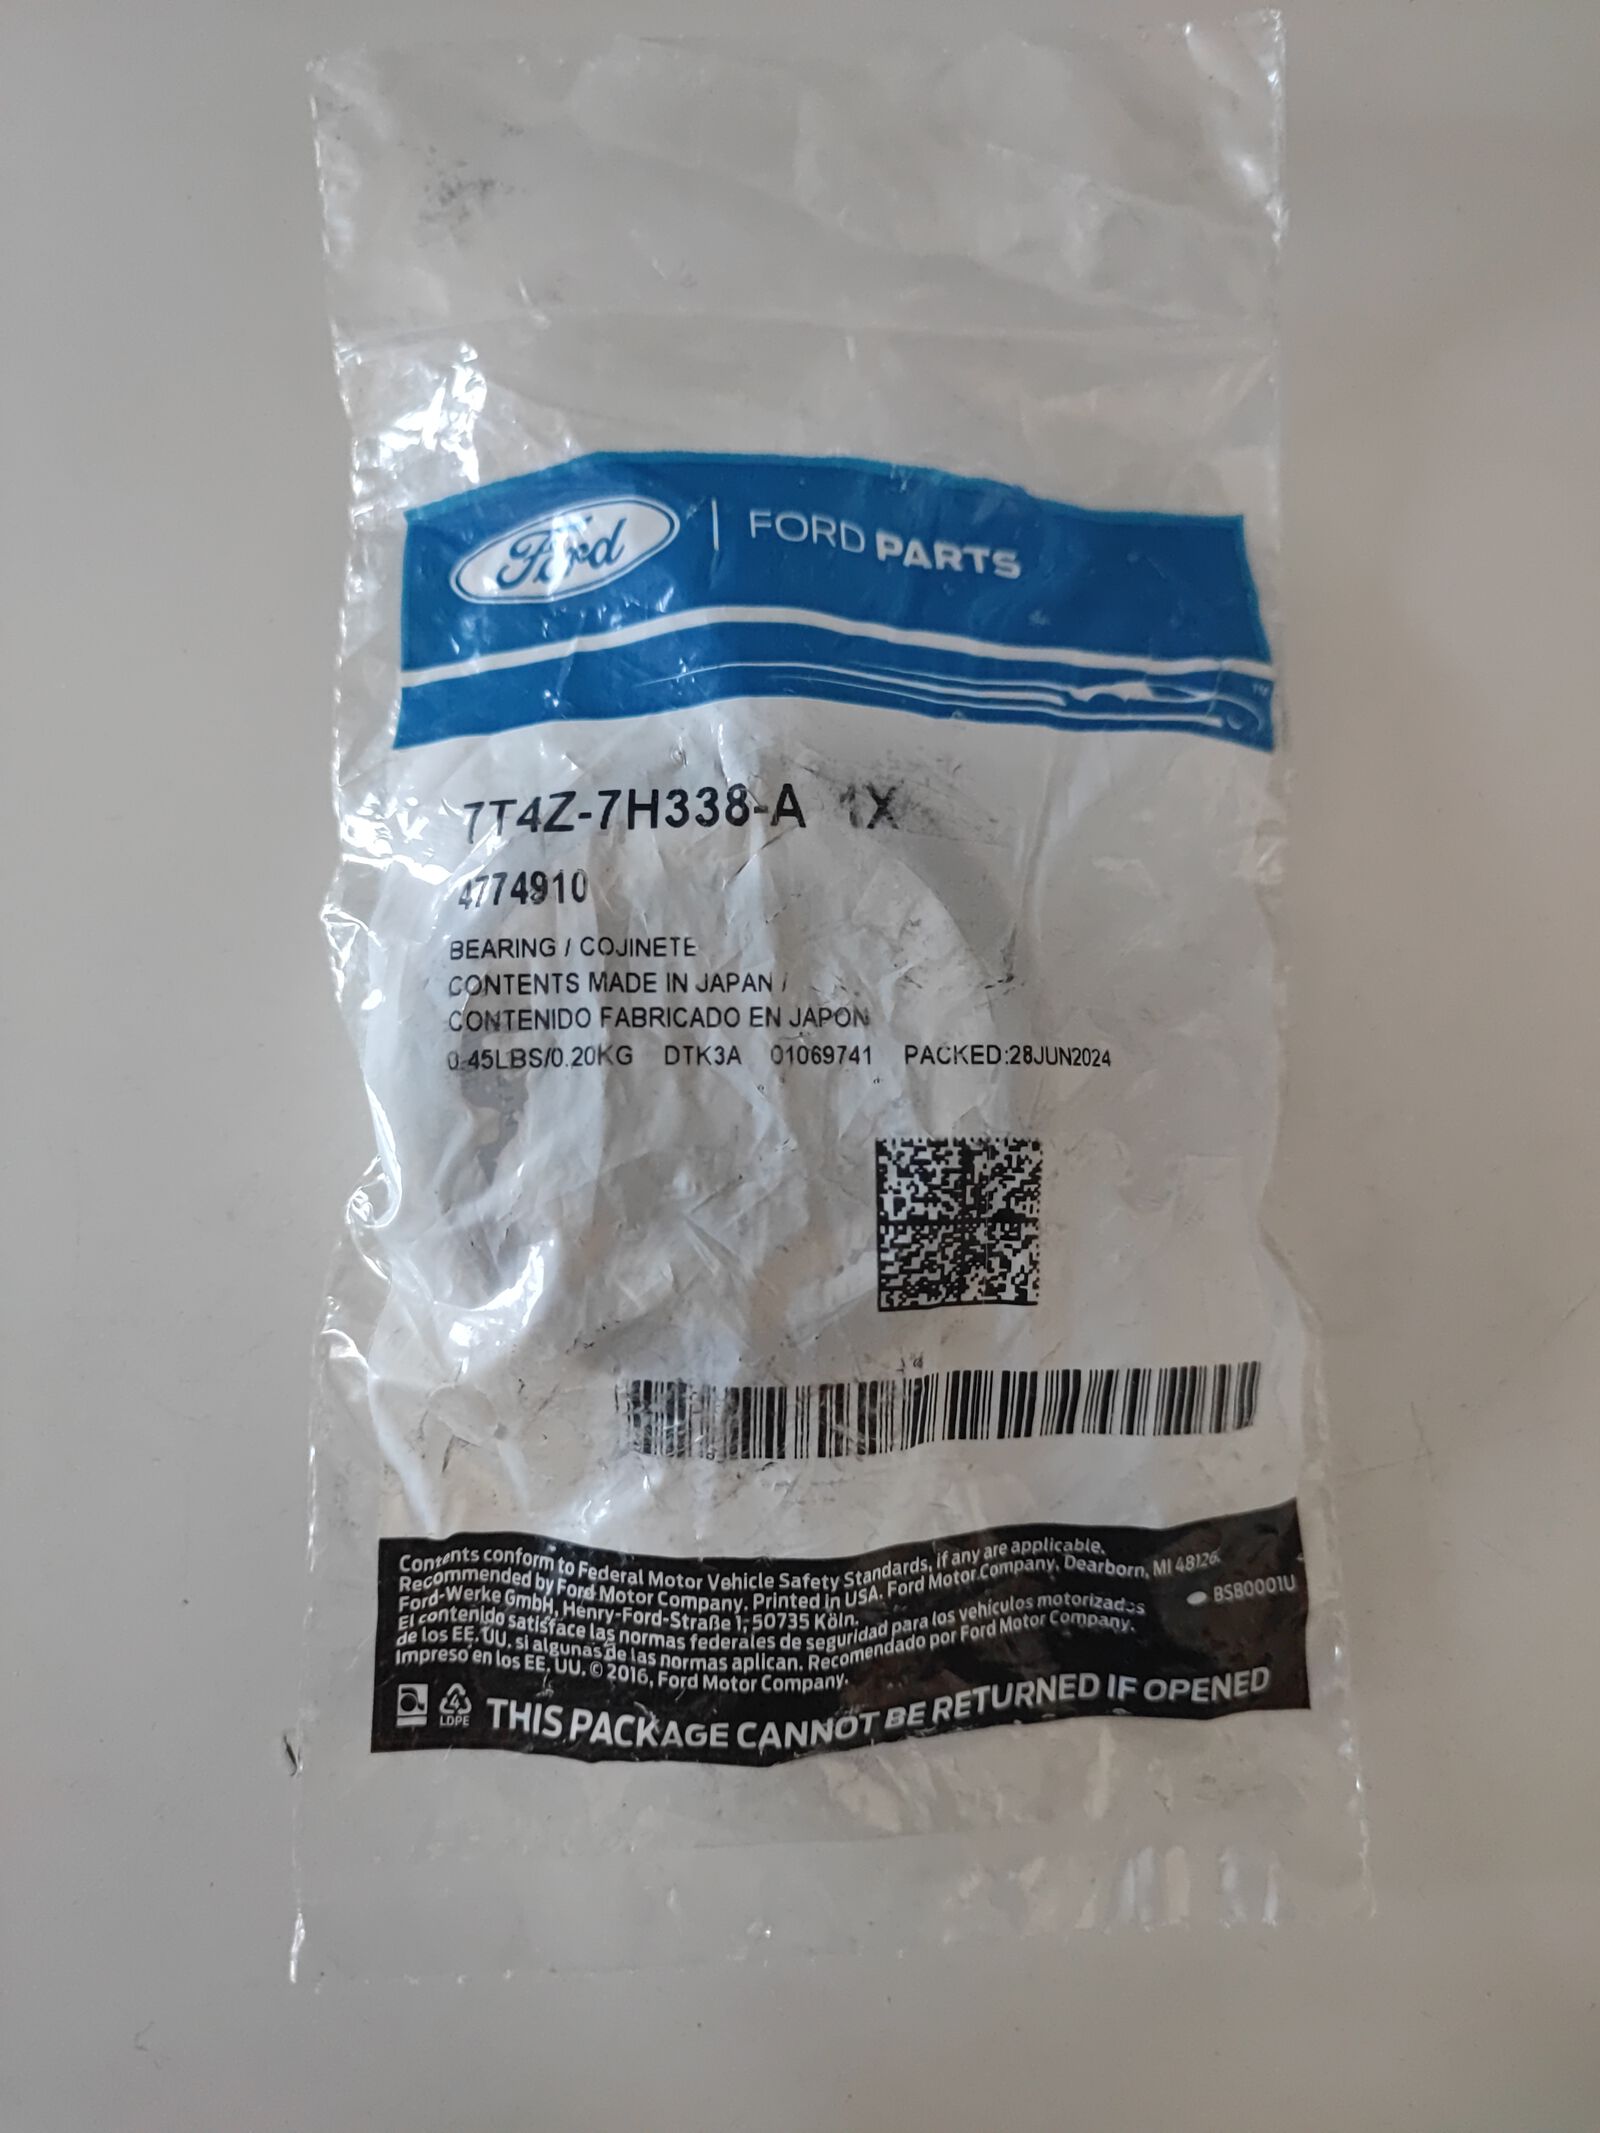 Ford | FORD PARTS
TM
7T4Z-7H338-A 1X
4774910
BEARING / COJINETE
CONTENTS MADE IN JAPAN /
CONTENIDO FABRICADO EN JAPON
0.45LBS/0.20KG DTK3A 01069741 PACKED:28JUN2024
Contents conform to Federal Motor Vehicle Safety Standards, if any are applicable.
Recommended by Ford Motor Company. Printed in USA. Ford Motor Company, Dearborn, MI 48126.
Ford-Werke GmbH, Henry-Ford-Straße 1, 50735 Köln.
BSB0001U
El contenido satisface las normas federales de seguridad para los vehículos motorizados
de los EE. UU. si algunas de las normas aplican. Recomendado por Ford Motor Company.
Impreso en los EE. UU. © 2016, Ford Motor Company.
4
LDPE
THIS PACKAGE CANNOT BE RETURNED IF OPENED